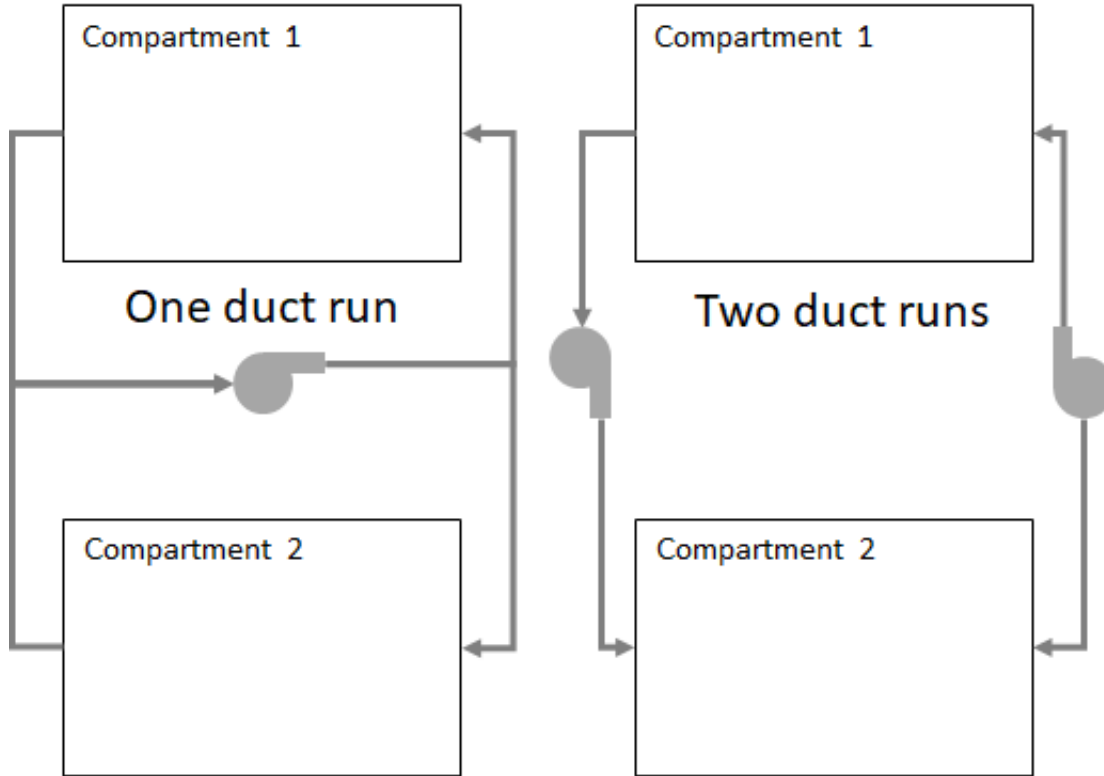 Compartment 1
Compartment 1
One duct run
Two duct runs
Compartment 2
Compartment 2